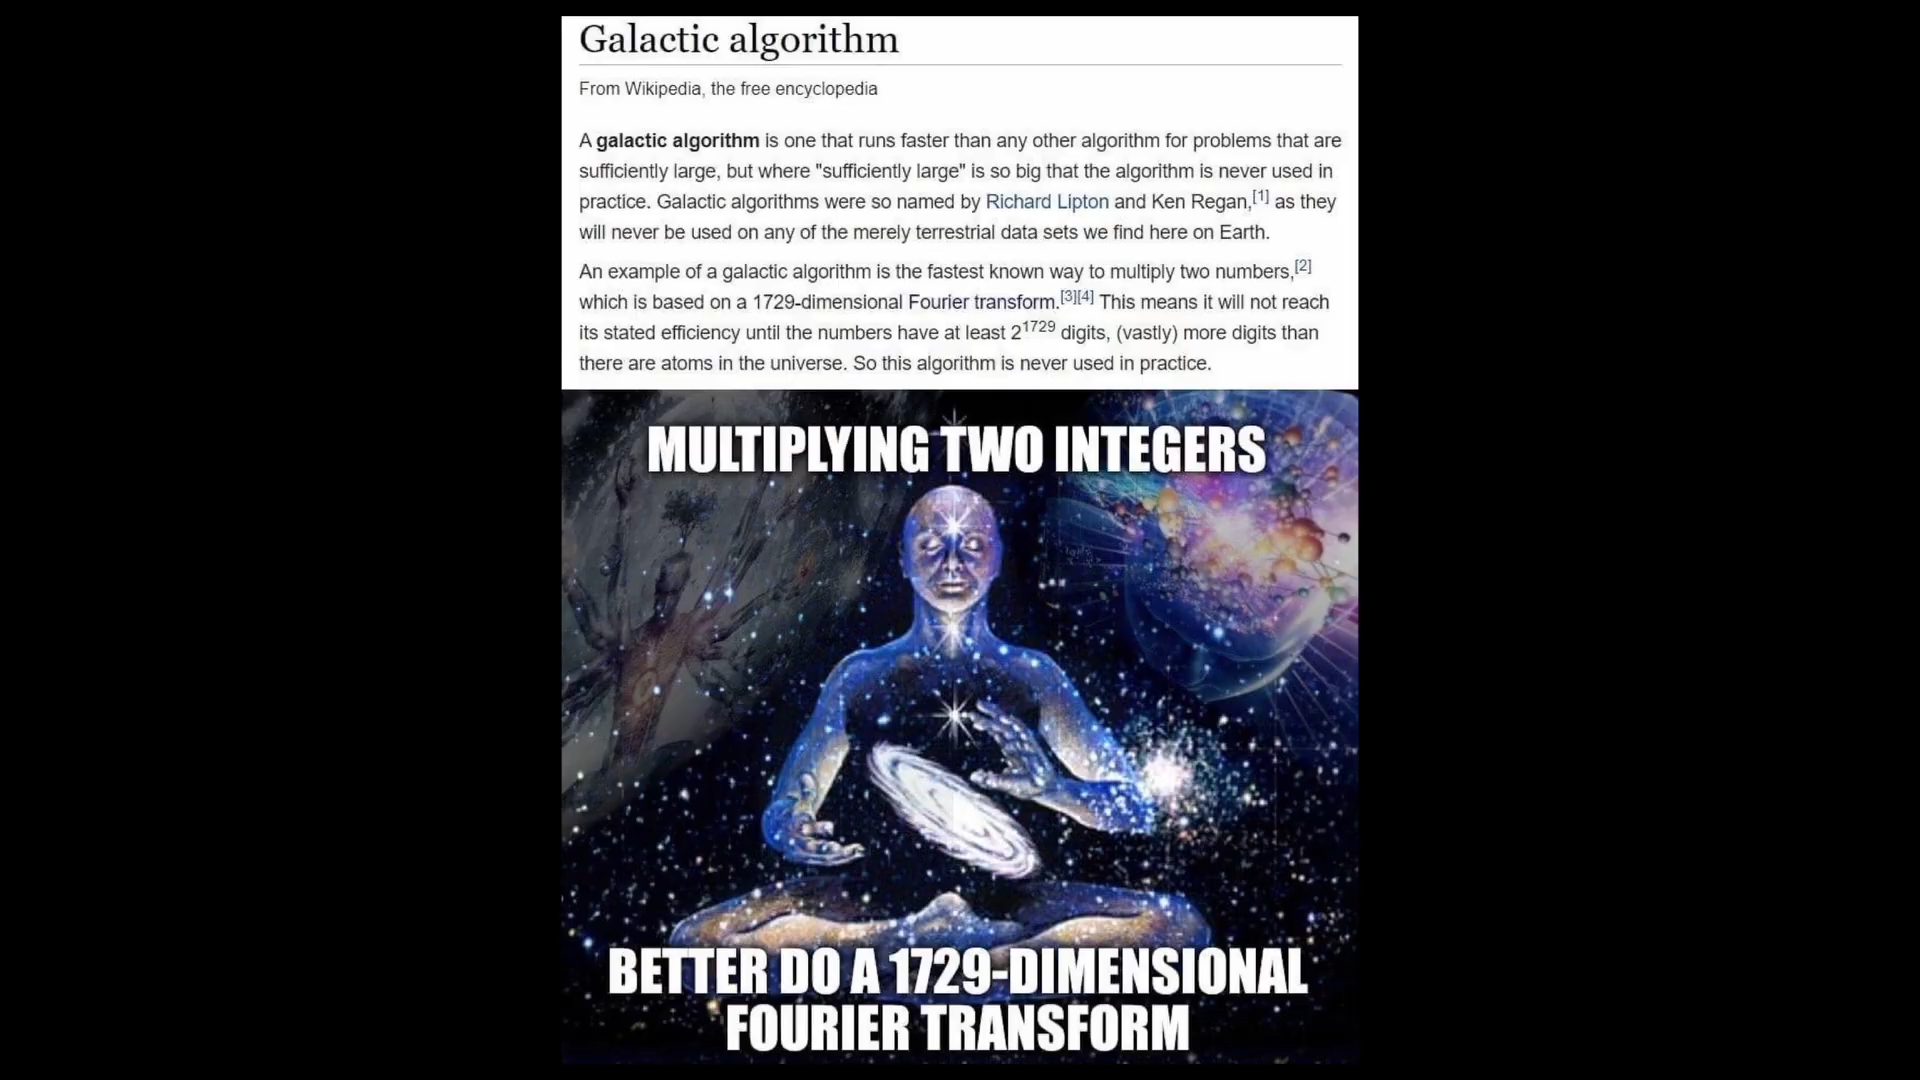 Galactic algorithm
From Wikipedia, the free encyclopedia
A galactic algorithm is one that runs faster than any other algorithm for problems that are
sufficiently large, but where "sufficiently large" is so big that the algorithm is never used in
practice. Galactic algorithms were so named by Richard Lipton and Ken Regan,[1] as they
will never be used on any of the merely terrestrial data sets we find here on Earth.
An example of a galactic algorithm is the fastest known way to multiply two numbers,[2]
which is based on a 1729-dimensional Fourier transform.[3][4] This means it will not reach
its stated efficiency until the numbers have at least 2^1729 digits, (vastly) more digits than
there are atoms in the universe. So this algorithm is never used in practice.
MULTIPLYING TWO INTEGERS
BETTER DO A 1729-DIMENSIONAL
FOURIER TRANSFORM